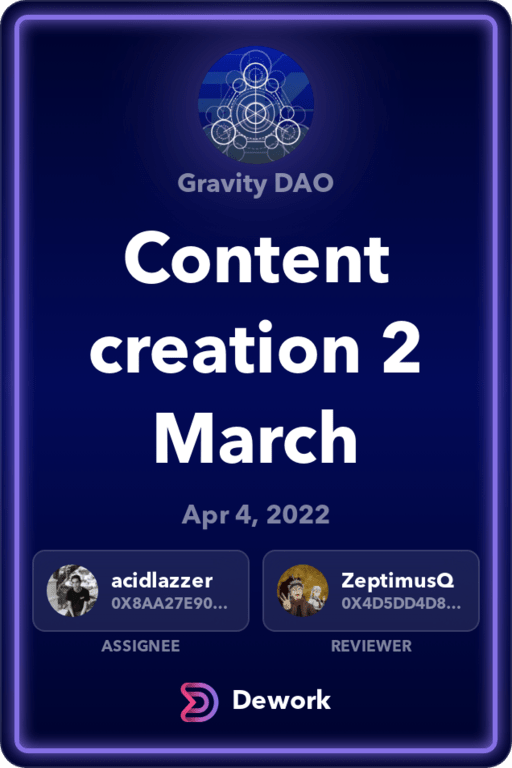 Gravity DAO
Content
creation 2
March
Apr 4, 2022
acidlazzer
0X8AA27E90...
ASSIGNEE
ZeptimusQ
0X4D5DD4D8...
REVIEWER
Dework